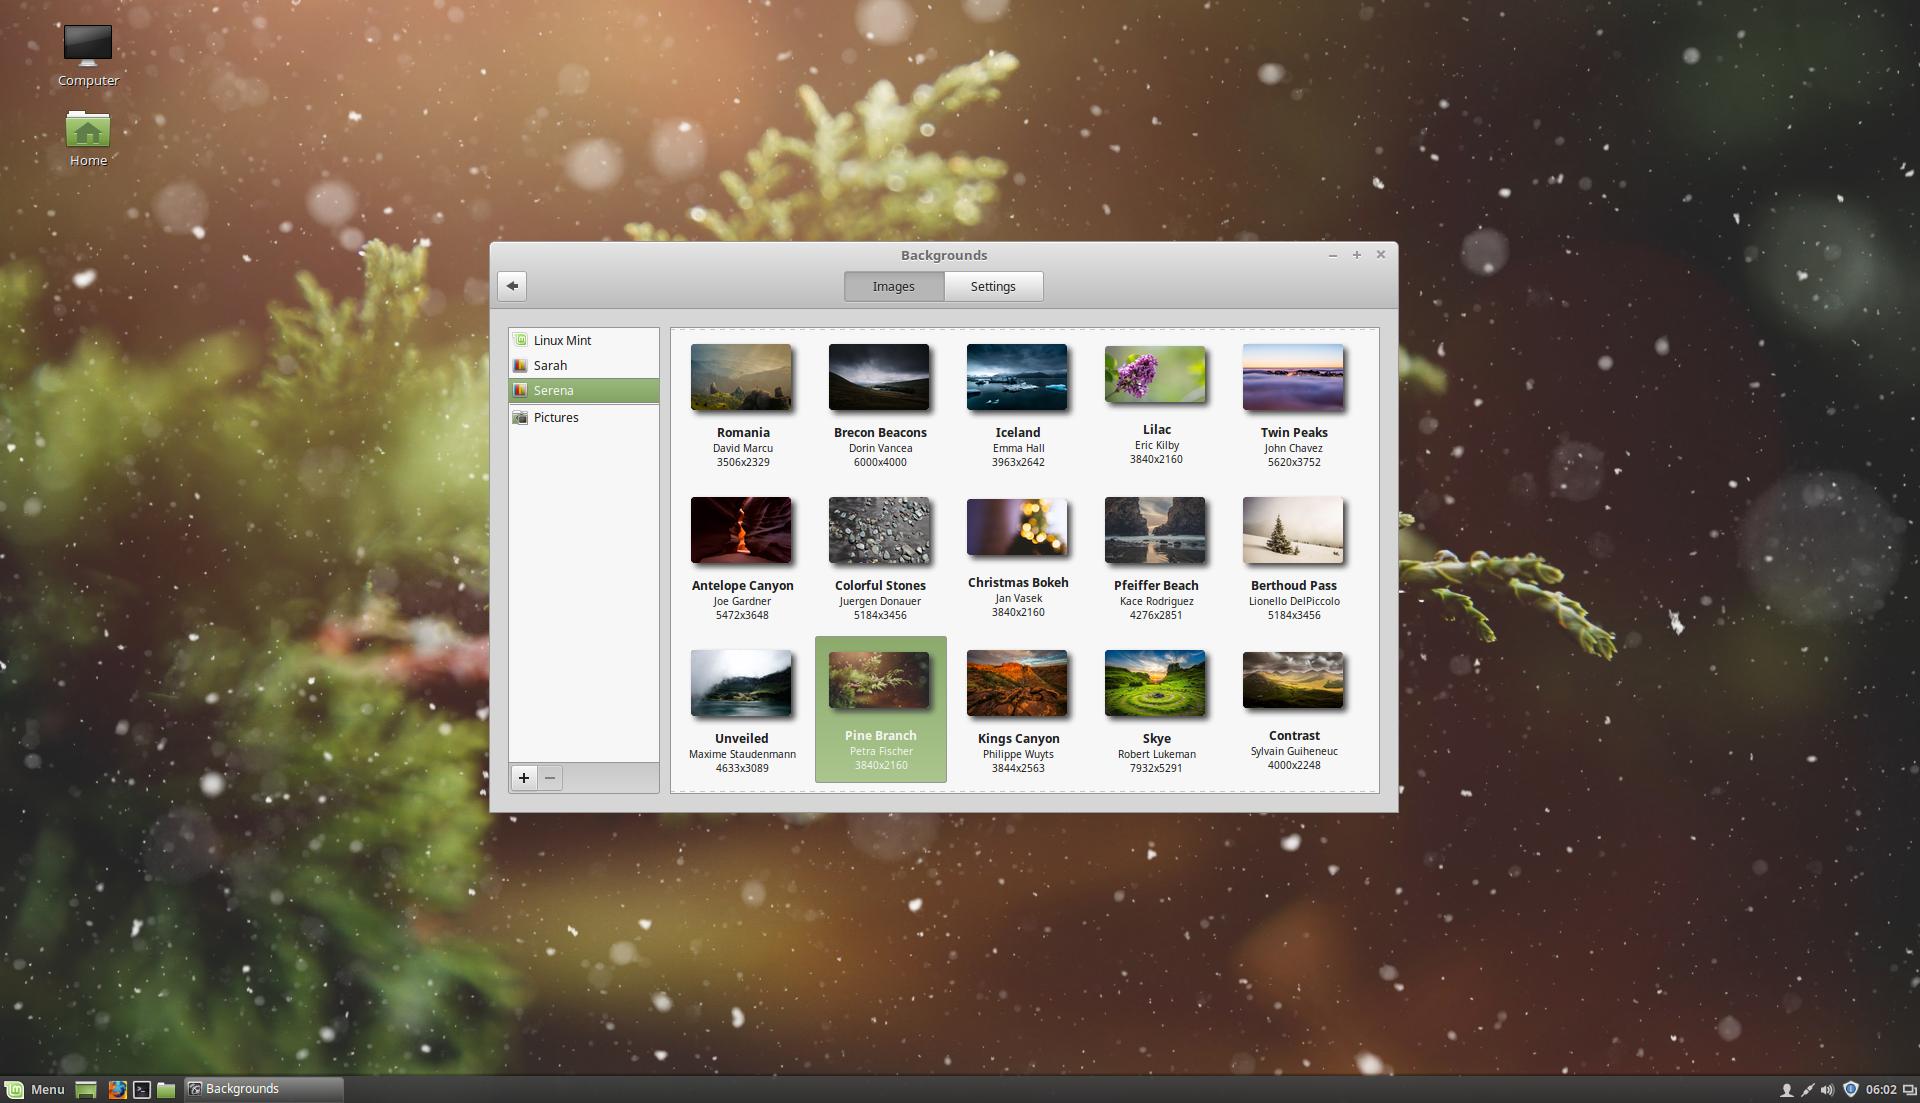 Computer
Home
Backgrounds
Images
Settings
Linux Mint
Sarah
Serena
Pictures
Romania
David Marcu
3506x2329
Brecon Beacons
Dorin Vancea
6000x4000
Iceland
Emma Hall
3963x2642
Lilac
Eric Kilby
3840x2160
Twin Peaks
John Chavez
5620x3752
Antelope Canyon
Joe Gardner
5472x3648
Colorful Stones
Juergen Donauer
5184x3456
Christmas Bokeh
Jan Vasek
3840x2160
Pfeiffer Beach
Kace Rodriguez
4276x2851
Berthoud Pass
Lionello DelPiccolo
5184x3456
Unveiled
Maxime Staudenmann
4633x3089
Pine Branch
Petra Fischer
3840x2160
Kings Canyon
Philippe Wuyts
3844x2563
Skye
Robert Lukeman
7932x5291
Contrast
Sylvain Guiheneuc
4000x2248
Menu
Backgrounds
06:02